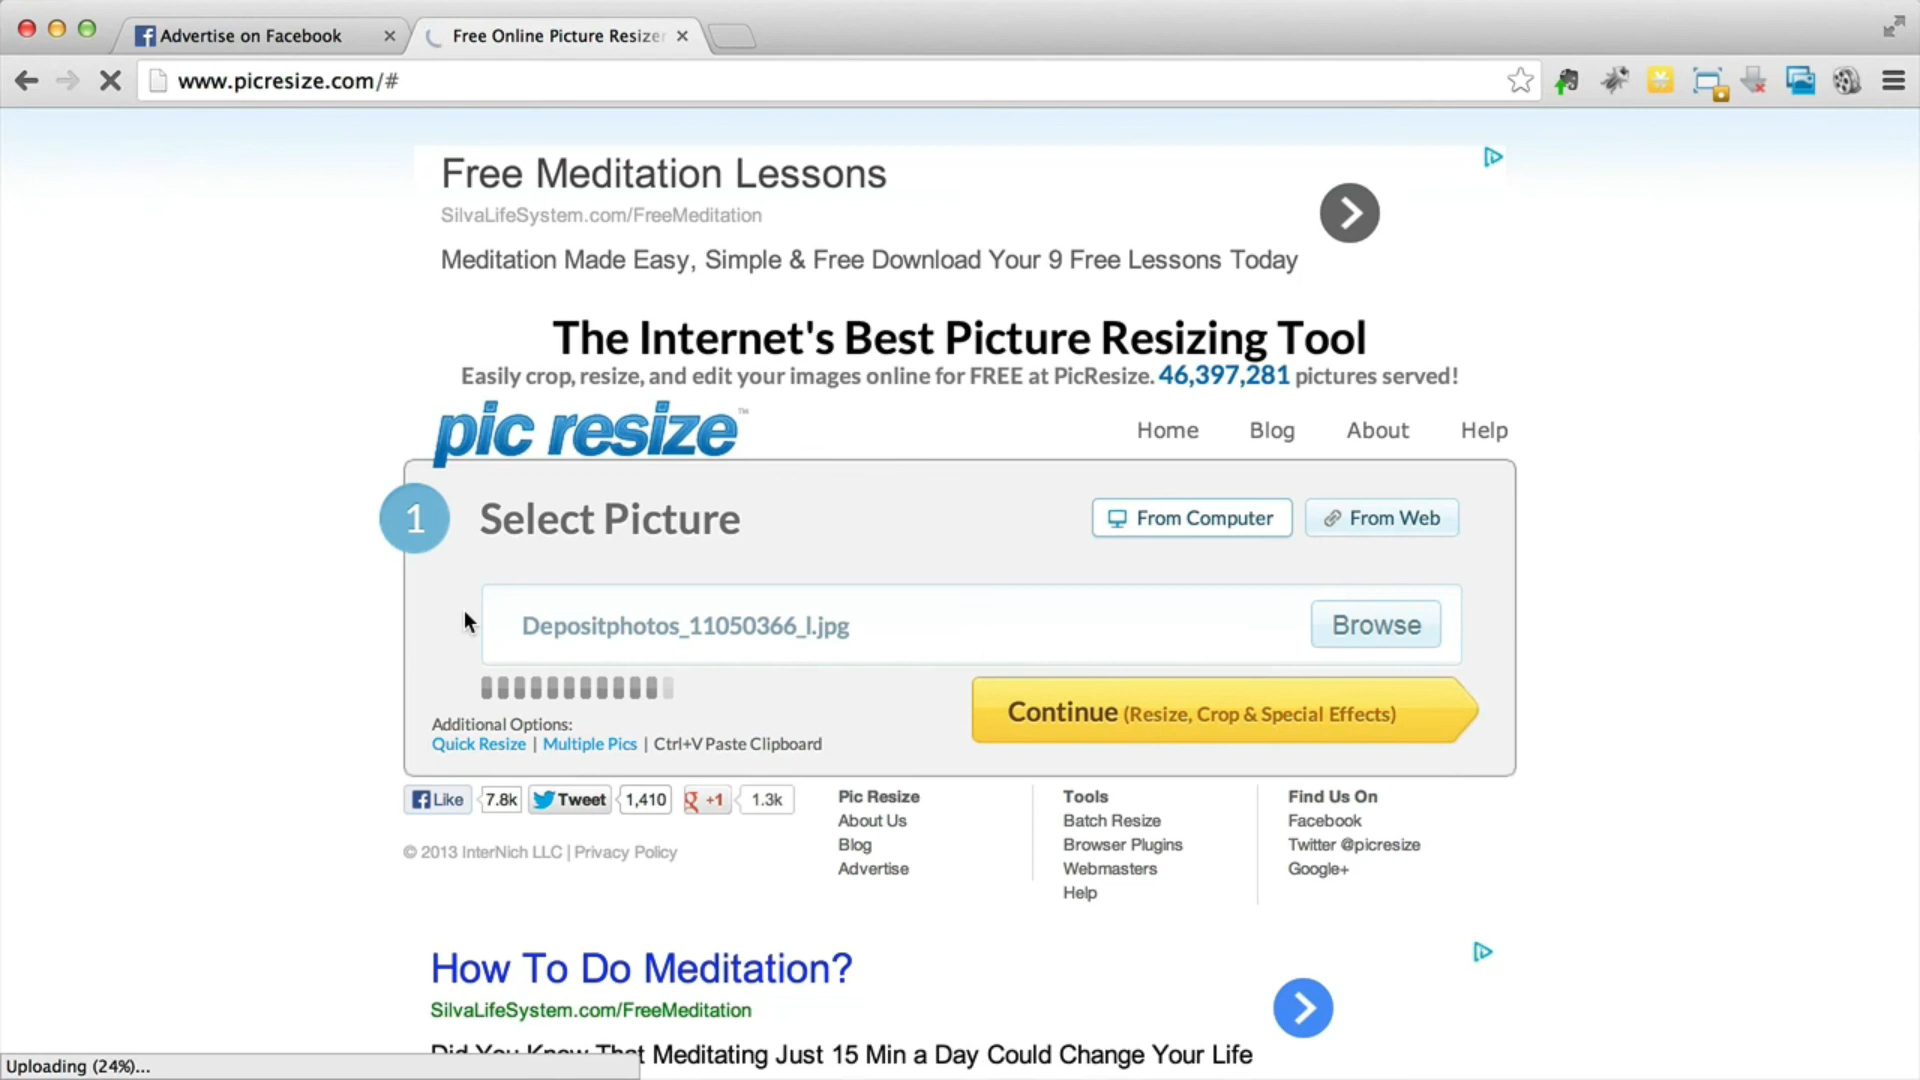 Advertise on Facebook
Free Online Picture Resizer
www.picresize.com/#
Free Meditation Lessons
SilvaLifeSystem.com/FreeMeditation
Meditation Made Easy, Simple & Free Download Your 9 Free Lessons Today
The Internet's Best Picture Resizing Tool
Easily crop, resize, and edit your images online for FREE at PicResize. 46,397,281 pictures served!
pic resize™
Home Blog About Help
1 Select Picture
From Computer
From Web
Depositphotos_11050366_l.jpg
Browse
Continue (Resize, Crop & Special Effects)
Additional Options:
Quick Resize | Multiple Pics | Ctrl+V Paste Clipboard
Like 7.8k Tweet 1,410 +1 1.3k
© 2013 InterNich LLC | Privacy Policy
Pic Resize
About Us
Blog
Advertise
Tools
Batch Resize
Browser Plugins
Webmasters
Help
Find Us On
Facebook
Twitter @picresize
Google+
How To Do Meditation?
SilvaLifeSystem.com/FreeMeditation
Did You Know That Meditating Just 15 Min a Day Could Change Your Life
Uploading (24%)...